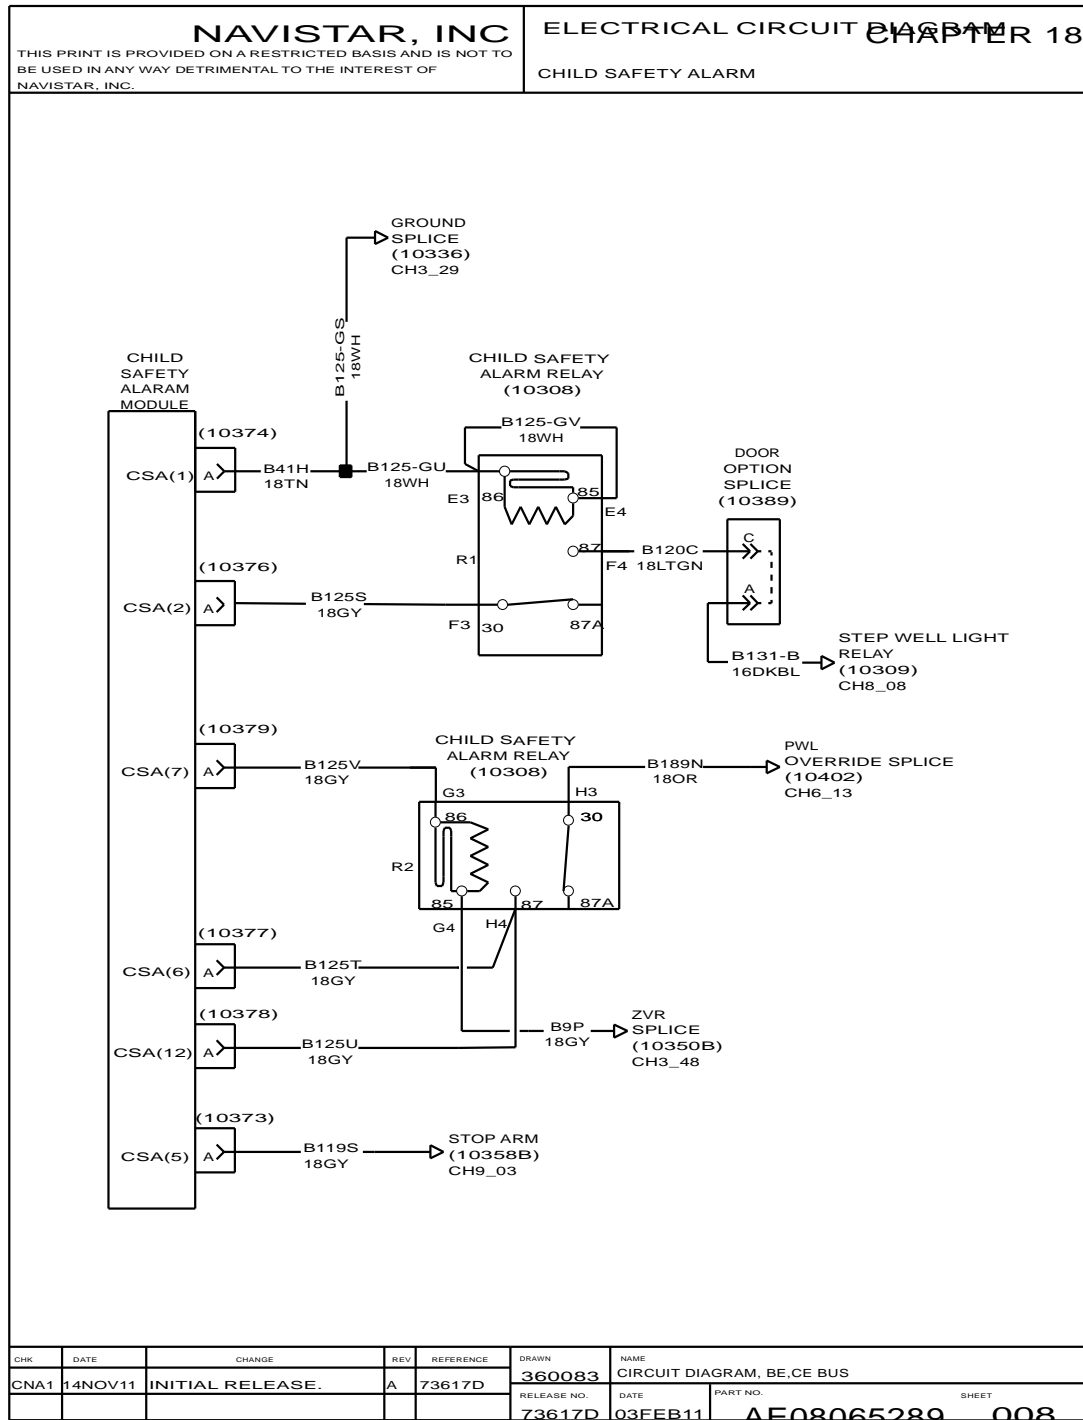 NAVISTAR, INC
THIS PRINT IS PROVIDED ON A RESTRICTED BASIS AND IS NOT TO
BE USED IN ANY WAY DETRIMENTAL TO THE INTEREST OF
NAVISTAR, INC.
ELECTRICAL CIRCUIT DIAGRAM
CHAPTER 18
CHILD SAFETY ALARM
GROUND
SPLICE
(10336)
CH3_29
B125-GS
18WH
CHILD
SAFETY
ALARAM
MODULE
CHILD SAFETY
ALARM RELAY
(10308)
B125-GV
18WH
(10374)
CSA(1)
A
B41H
18TN
B125-GU
18WH
E3
86
85
E4
DOOR
OPTION
SPLICE
(10389)
R1
87
F4
B120C
18LTGN
C
A
(10376)
CSA(2)
A
B125S
18GY
F3
30
87A
B131-B
16DKBL
STEP WELL LIGHT
RELAY
(10309)
CH8_08
(10379)
CSA(7)
A
B125V
18GY
CHILD SAFETY
ALARM RELAY
(10308)
G3
H3
B189N
18OR
PWL
OVERRIDE SPLICE
(10402)
CH6_13
86
30
R2
85
87
87A
G4
H4
(10377)
CSA(6)
A
B125T
18GY
(10378)
CSA(12)
A
B125U
18GY
B9P
18GY
ZVR
SPLICE
(10350B)
CH3_48
(10373)
CSA(5)
A
B119S
18GY
STOP ARM
(10358B)
CH9_03
CHK DATE CHANGE REV REFERENCE
CNA1 14NOV11 INITIAL RELEASE. A 73617D
DRAWN
360083
NAME
CIRCUIT DIAGRAM, BE,CE BUS
RELEASE NO.
73617D
DATE
03FEB11
PART NO.
AE08065289
SHEET
008